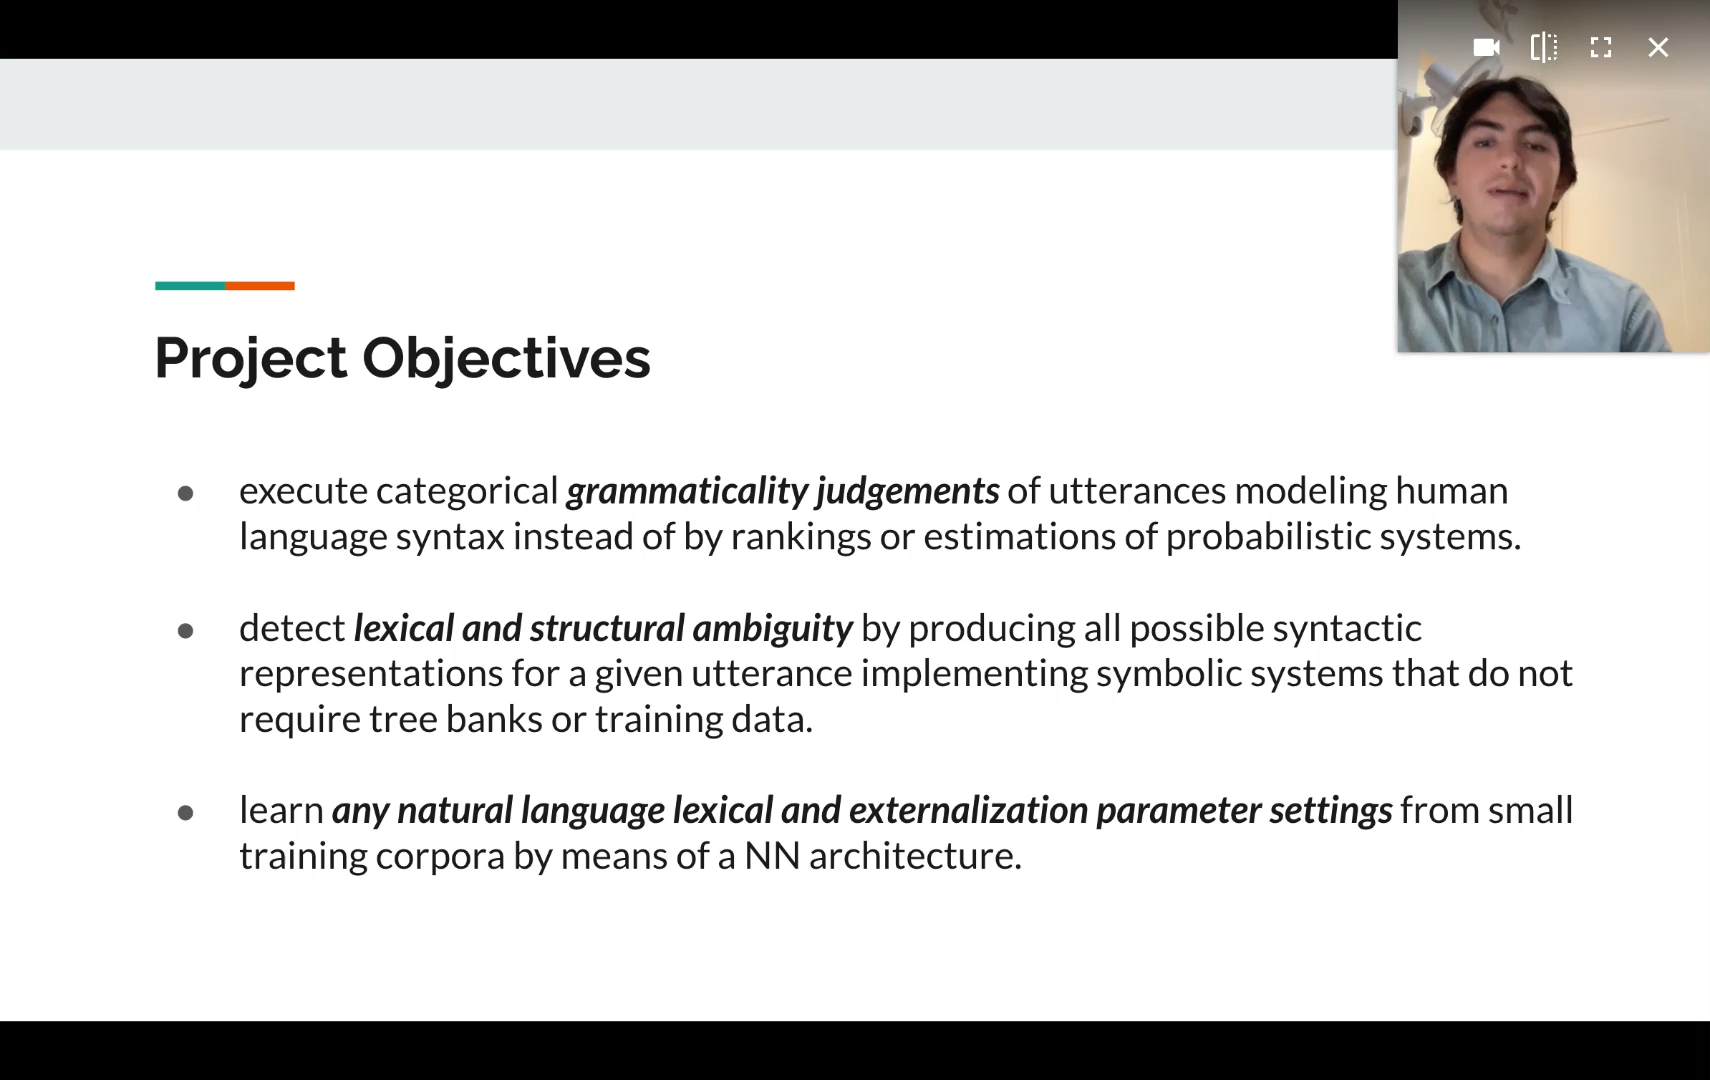 Project Objectives
● execute categorical grammaticality judgements of utterances modeling human
language syntax instead of by rankings or estimations of probabilistic systems.
● detect lexical and structural ambiguity by producing all possible syntactic
representations for a given utterance implementing symbolic systems that do not
require tree banks or training data.
● learn any natural language lexical and externalization parameter settings from small
training corpora by means of a NN architecture.